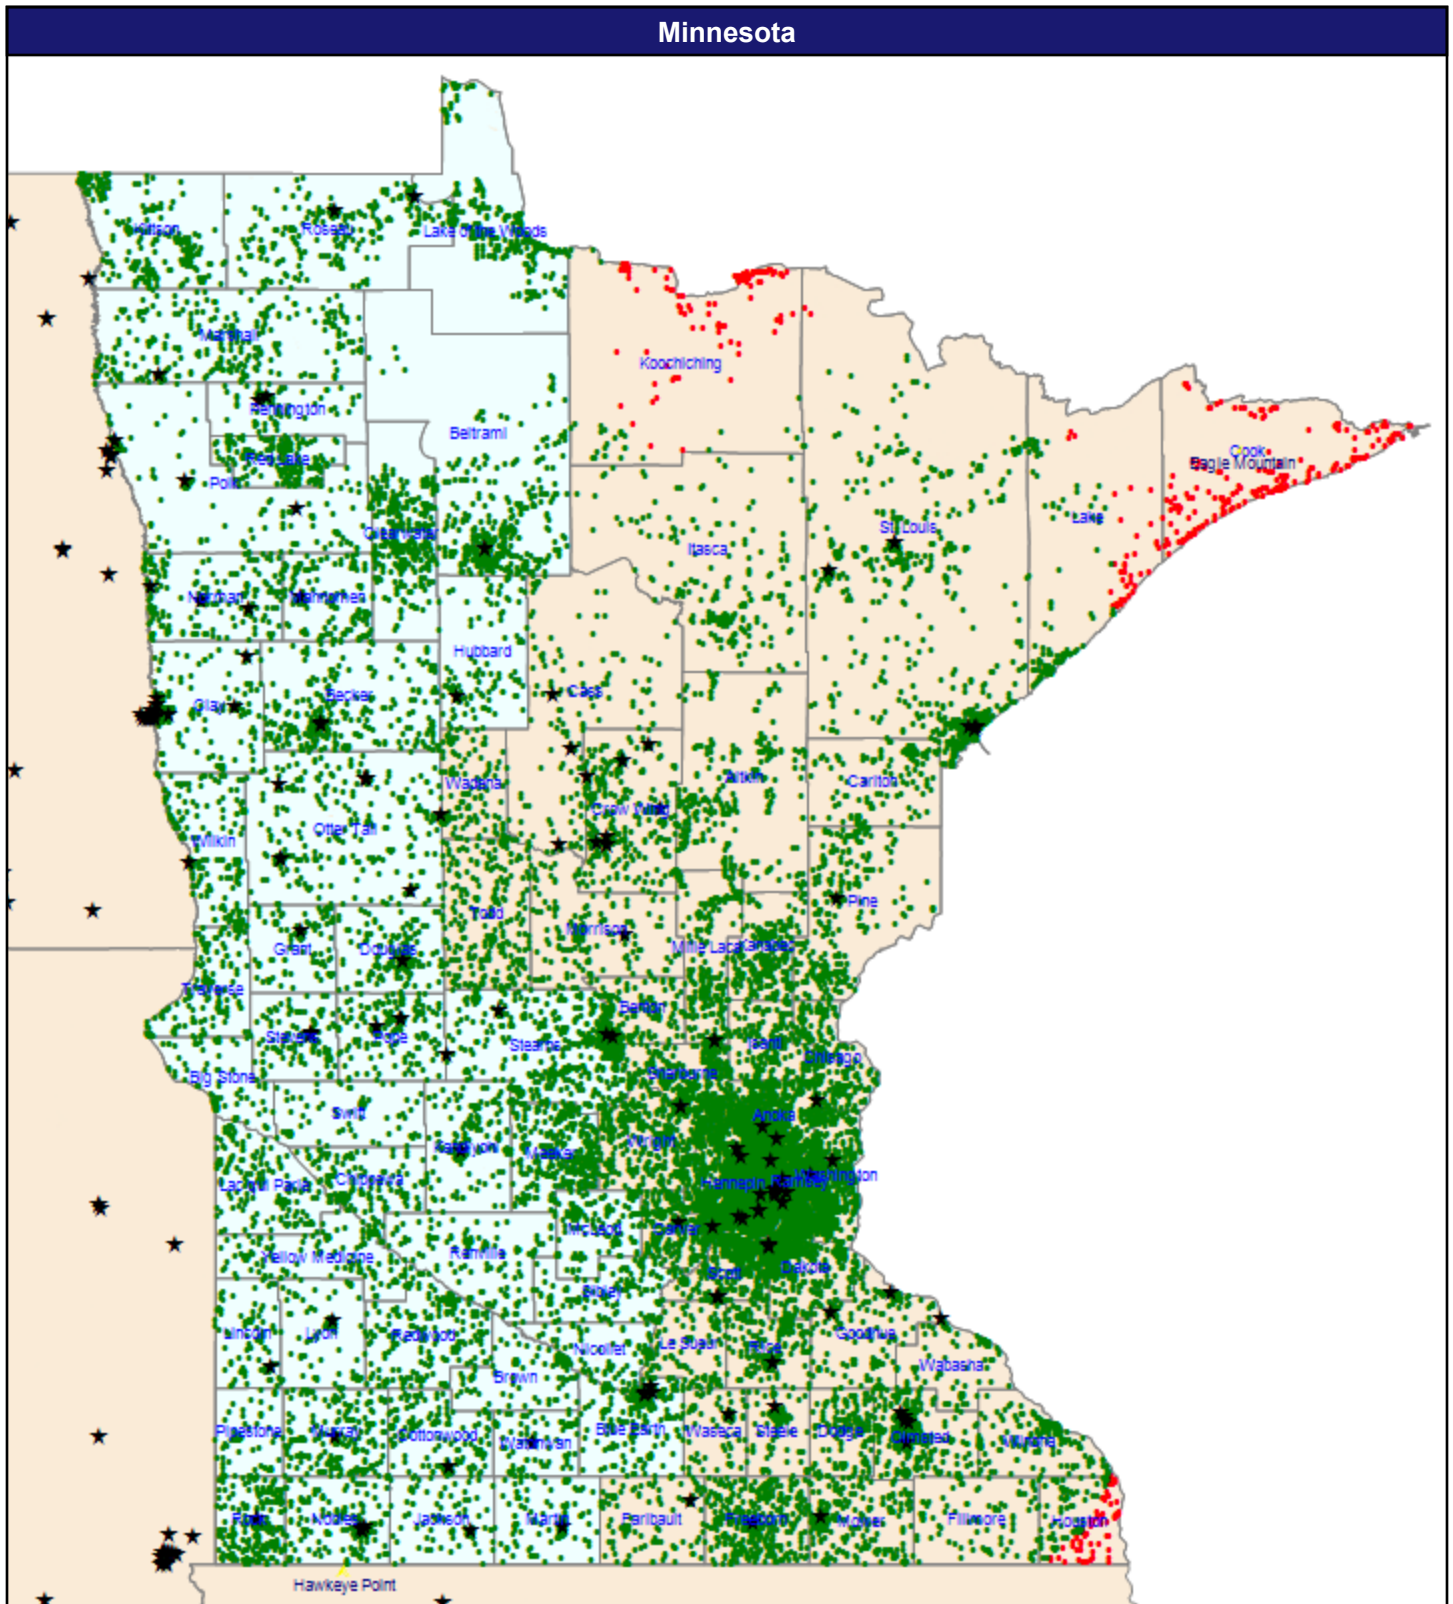 Minnesota
Kittson
Roseau
Lake of the Woods
Marshall
Koochiching
Pennington
Beltrami
Cook
Red Lake
Eagle Mountain
Polk
Lake
Clearwater
St. Louis
Itasca
Norman
Mahnomen
Hubbard
Cass
Becker
Clay
Wadena
Aitkin
Carlton
Crow Wing
Otter Tail
Wilkin
Pine
Todd
Morrison
Grant
Douglas
Mille Lacs
Kanabec
Traverse
Benton
Stevens
Pope
Stearns
Isanti
Chisago
Big Stone
Sherburne
Swift
Anoka
Kandiyohi
Meeker
Wright
Lac qui Parle
Chippewa
Hennepin
Ramsey
Washington
McLeod
Carver
Yellow Medicine
Renville
Scott
Dakota
Sibley
Lincoln
Lyon
Redwood
Nicollet
Le Sueur
Rice
Goodhue
Wabasha
Brown
Pipestone
Murray
Cottonwood
Watonwan
Blue Earth
Waseca
Steele
Dodge
Olmsted
Winona
Rock
Nobles
Jackson
Martin
Faribault
Freeborn
Mower
Fillmore
Houston
Hawkeye Point